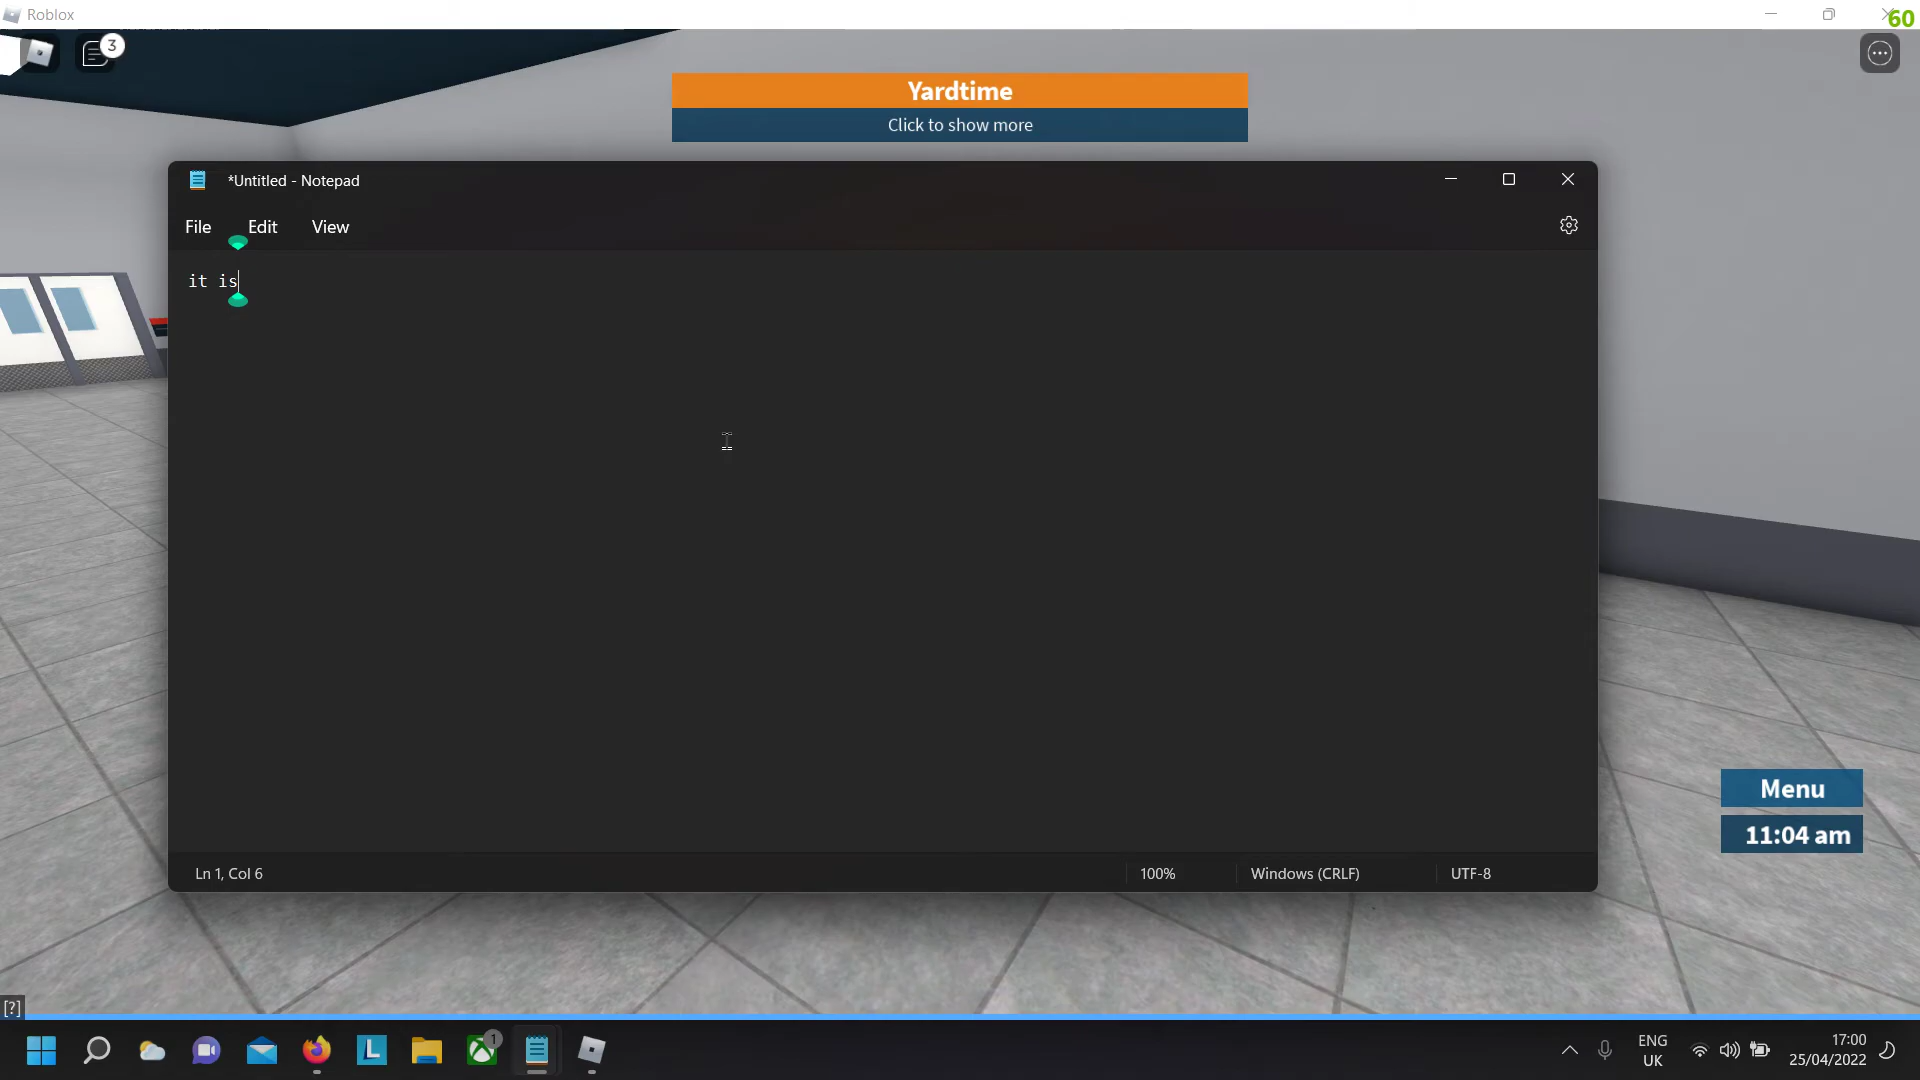 Roblox
60
3
Yardtime
Click to show more
*Untitled - Notepad
File Edit View
it is
Menu
11:04 am
Ln 1, Col 6
100%
Windows (CRLF)
UTF-8
[?]
L
1
ENG
UK
17:00
25/04/2022